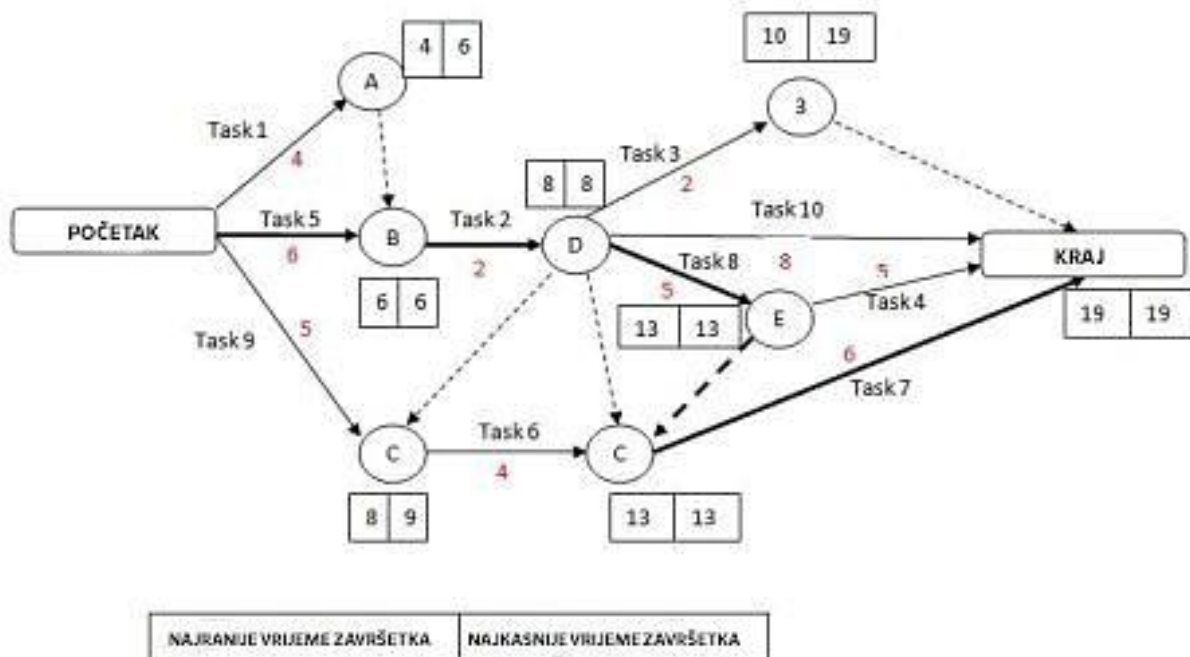 4 6
10 19
A
3
Task 1
4
Task 3
2
8 8
Task 10
POČETAK
Task 5
6
B
Task 2
2
D
Task 8
5
8
5
Task 4
KRAJ
6 6
13 13
E
19 19
Task 9
5
6
Task 7
C
Task 6
4
C
8 9
13 13
NAJRANIJE VRIJEME ZAVRŠETKA NAJKASNIJE VRIJEME ZAVRŠETKA